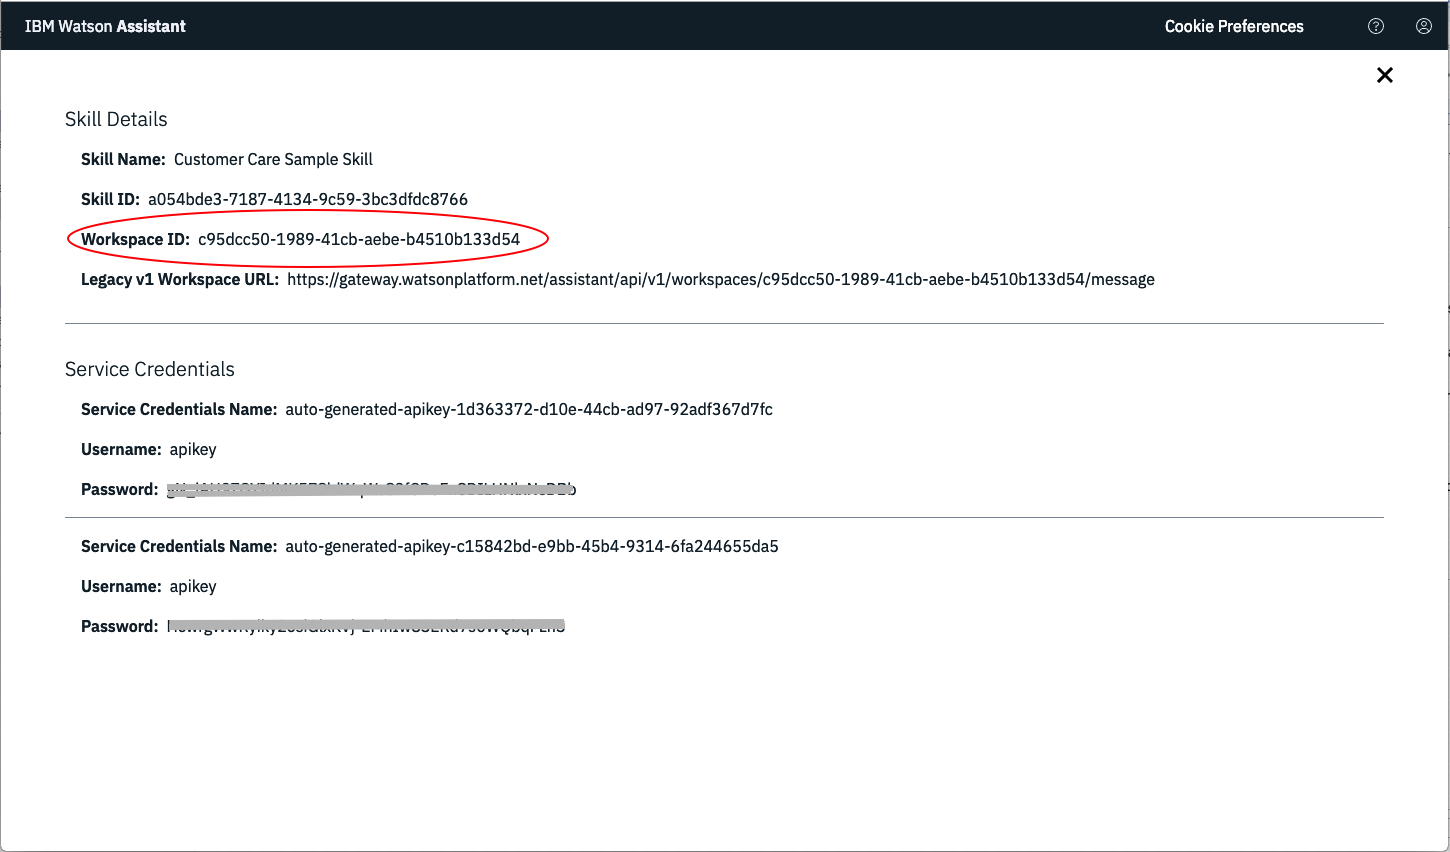 IBM Watson Assistant
Cookie Preferences
Skill Details
Skill Name: Customer Care Sample Skill
Skill ID: a054bde3-7187-4134-9c59-3bc3dfdc8766
Workspace ID: c95dcc50-1989-41cb-aebe-b4510b133d54
Legacy v1 Workspace URL: https://gateway.watsonplatform.net/assistant/api/v1/workspaces/c95dcc50-1989-41cb-aebe-b4510b133d54/message
Service Credentials
Service Credentials Name: auto-generated-apikey-1d363372-d10e-44cb-ad97-92adf367d7fc
Username: apikey
Password:
Service Credentials Name: auto-generated-apikey-c15842bd-e9bb-45b4-9314-6fa244655da5
Username: apikey
Password: